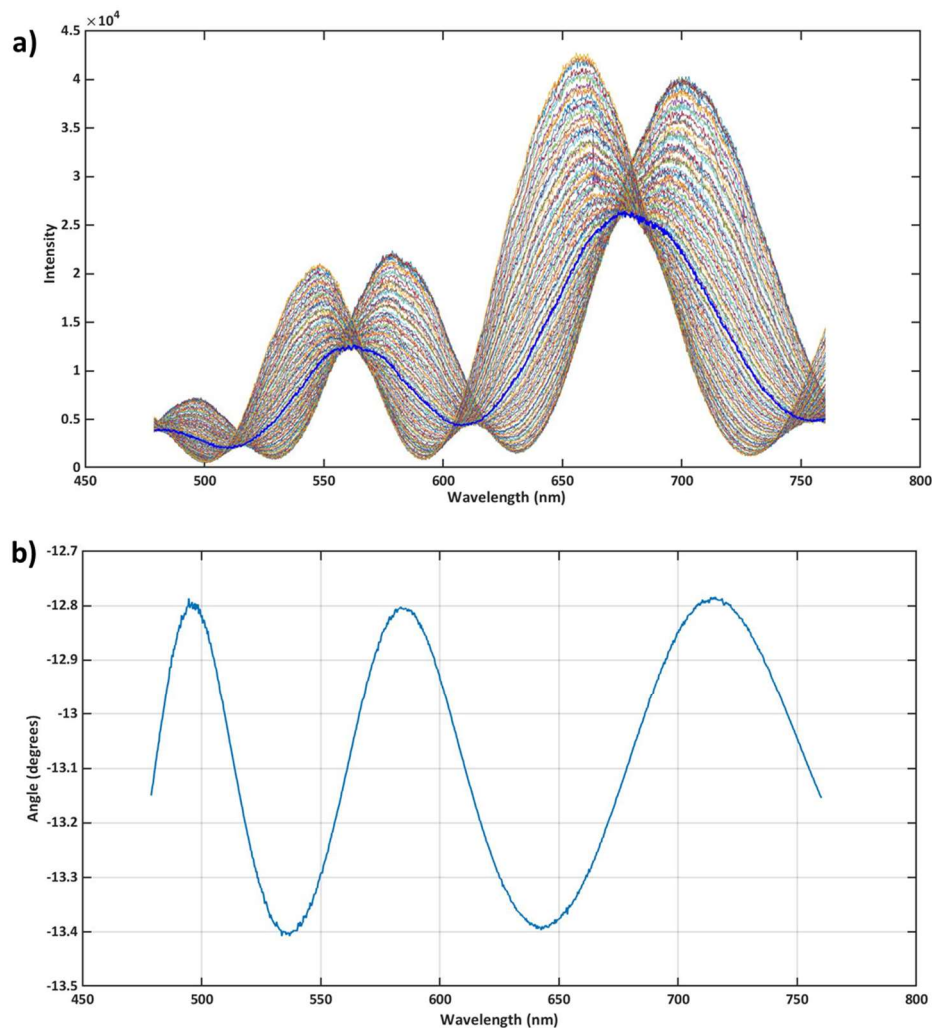 a)
×10⁴
4.5
4
3.5
3
2.5
2
1.5
1
0.5
0
Intensity
450 500 550 600 650 700 750 800
Wavelength (nm)
b)
-12.7
-12.8
-12.9
-13
-13.1
-13.2
-13.3
-13.4
-13.5
Angle (degrees)
450 500 550 600 650 700 750 800
Wavelength (nm)